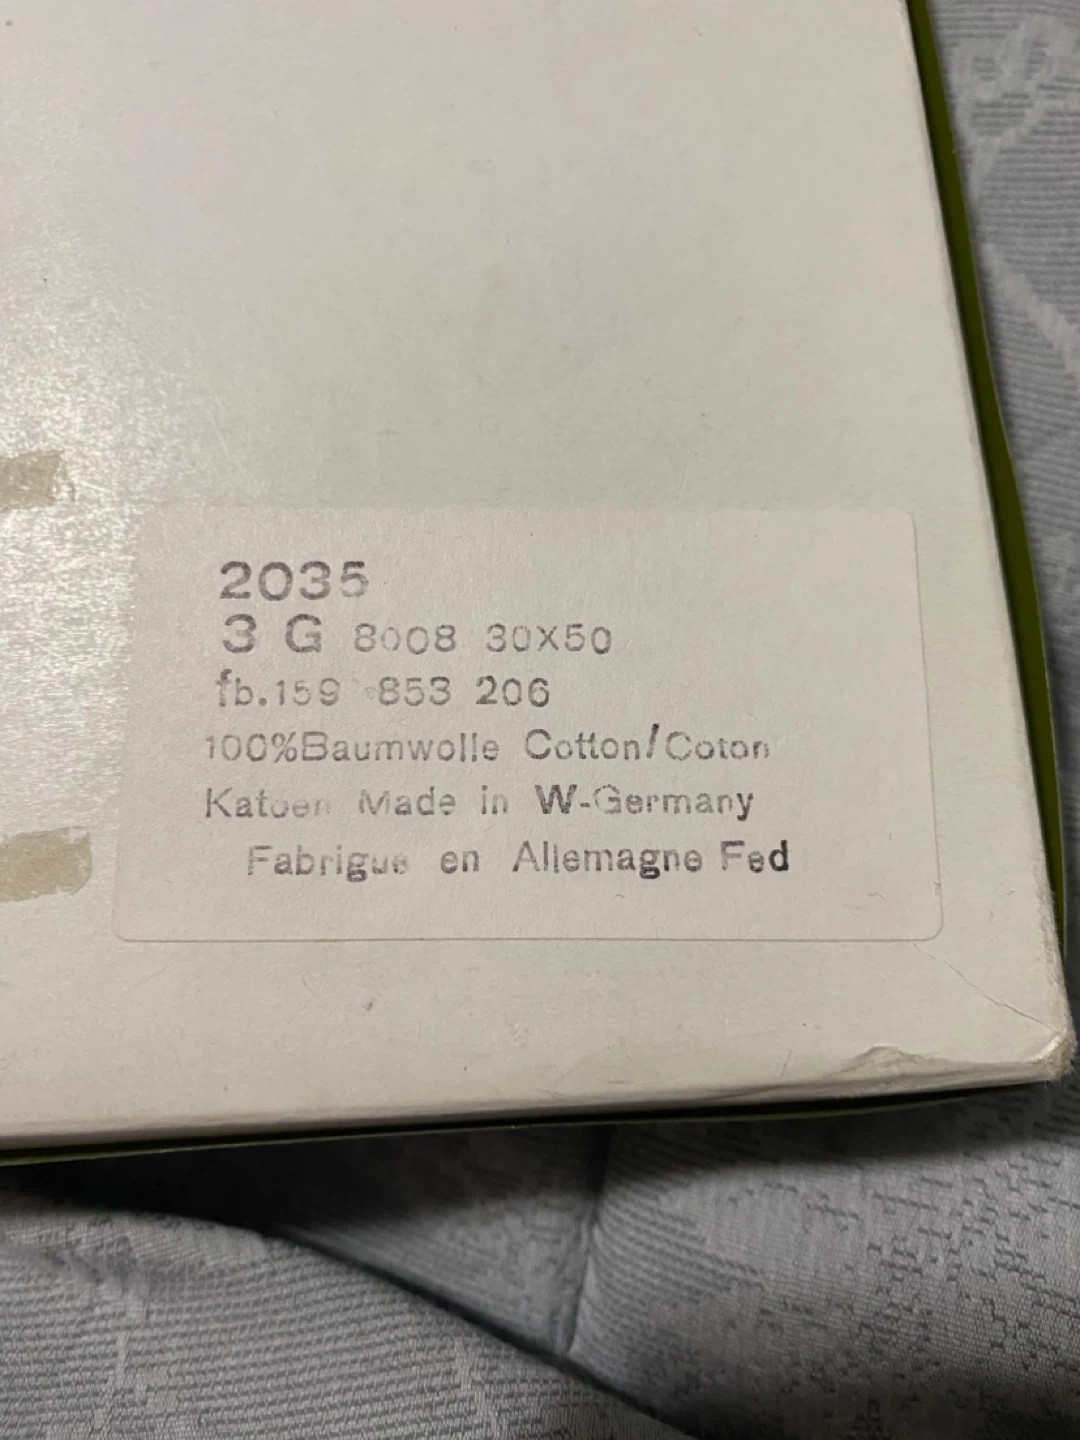 2035
3 G 8008 30X50
fb.159 853 206
100%Baumwolle Cotton/Coton
Katoen Made in W-Germany
Fabrigue en Allemagne Fed